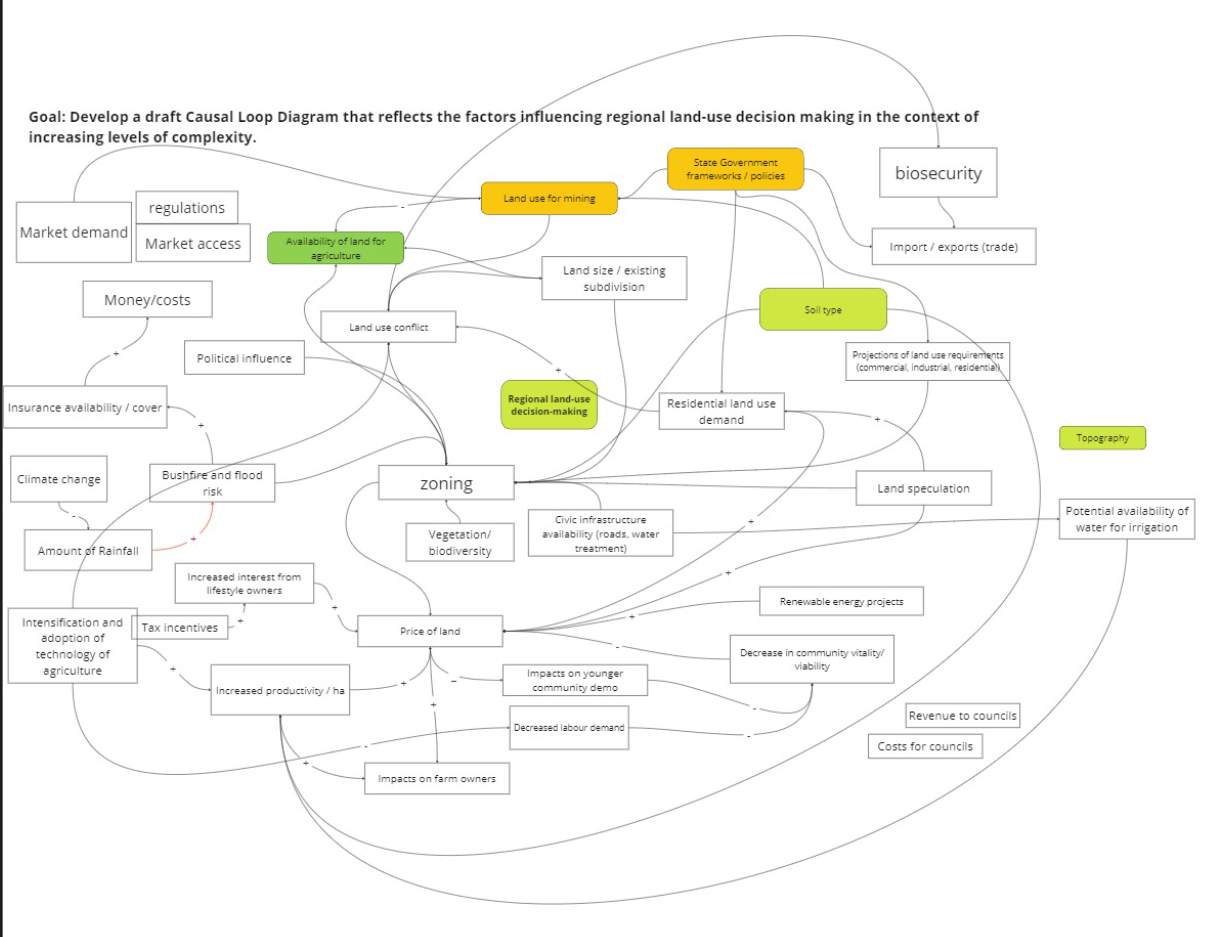 Goal: Develop a draft Causal Loop Diagram that reflects the factors influencing regional land-use decision making in the context of
increasing levels of complexity.
State Government
frameworks / policies
biosecurity
Land use for mining
regulations
Market demand
Market access
-
Availability of land for
agriculture
Import / exports (trade)
Land size / existing
subdivision
Money/costs
Soil type
Land use conflict
Political influence
+
Projections of land use requirements
(commercial, industrial, residential)
+
Regional land-use
decision-making
Residential land use
demand
Insurance availability / cover
+
+
Topography
Climate change
Bushfire and flood
risk
zoning
Land speculation
-
Potential availability of
water for irrigation
Civic infrastructure
availability (roads, water
treatment)
+
Vegetation/
biodiversity
Amount of Rainfall
+
+
Increased interest from
lifestyle owners
+
Renewable energy projects
Intensification and
adoption of
technology of
agriculture
Tax incentives
+
Price of land
+
-
Decrease in community vitality/
viability
+
Increased productivity / ha
+
-
Impacts on younger
community demo
+
-
Revenue to councils
Decreased labour demand
-
-
Costs for councils
+
Impacts on farm owners